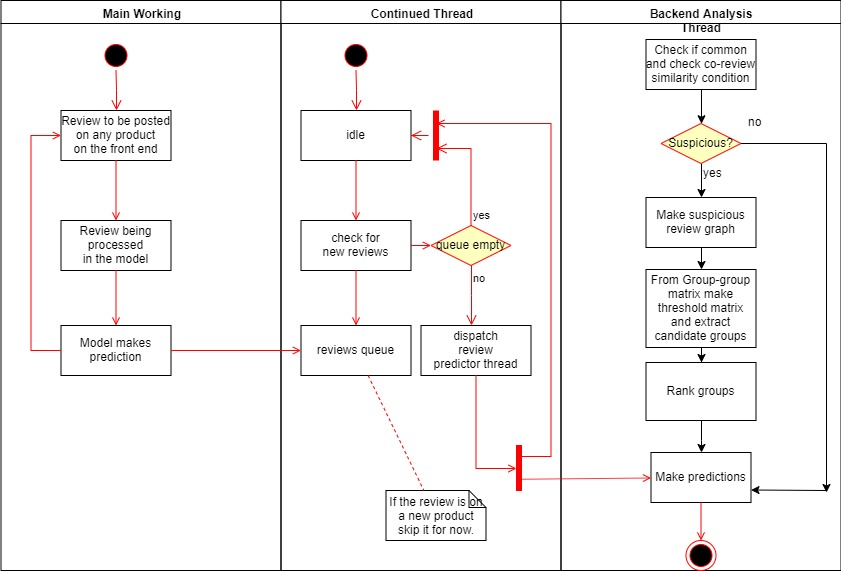 Main Working
Continued Thread
Backend Analysis
Thread
Review to be posted
on any product
on the front end
Review being
processed
in the model
Model makes
prediction
idle
check for
new reviews
queue empty
yes
no
reviews queue
dispatch
review
predictor thread
If the review is on
a new product
skip it for now.
Check if common
and check co-review
similarity condition
Suspicious?
no
yes
Make suspicious
review graph
From Group-group
matrix make
threshold matrix
and extract
candidate groups
Rank groups
Make predictions